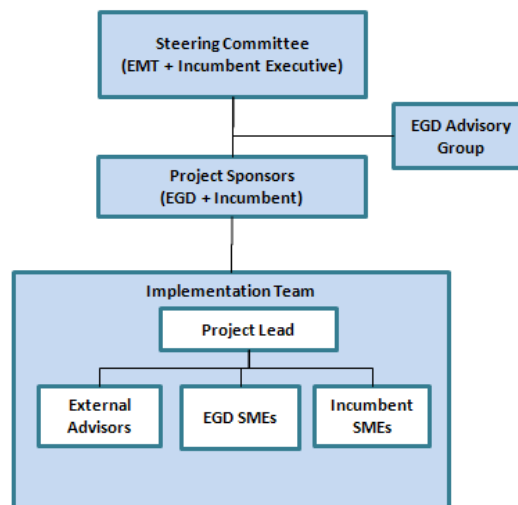 Steering Committee
(EMT + Incumbent Executive)
EGD Advisory
Group
Project Sponsors
(EGD + Incumbent)
Implementation Team
Project Lead
External
Advisors
EGD SMEs
Incumbent
SMEs